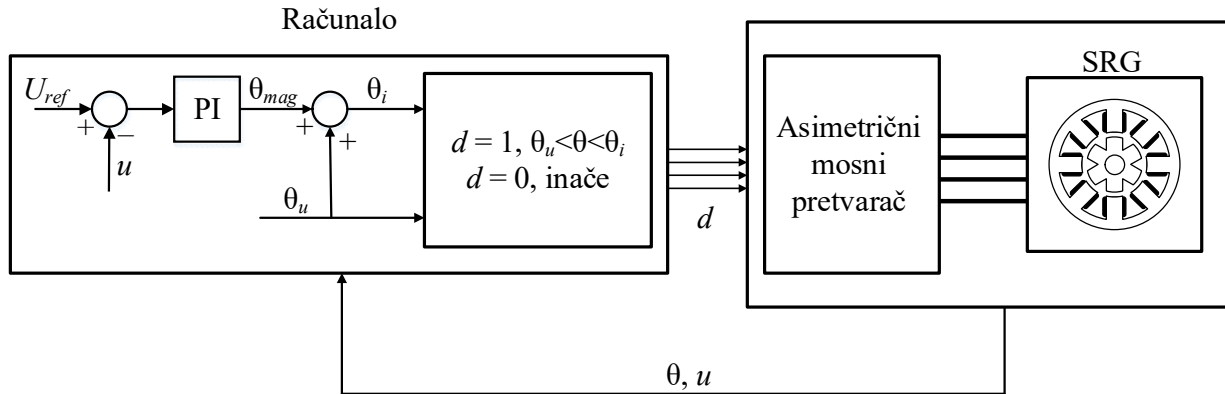 Računalo
U_ref
+
−
u
PI
θ_mag
+
+
θ_i
θ_u
d = 1, θ_u<θ<θ_i
d = 0, inače
d
Asimetrični
mosni
pretvarač
SRG
θ, u